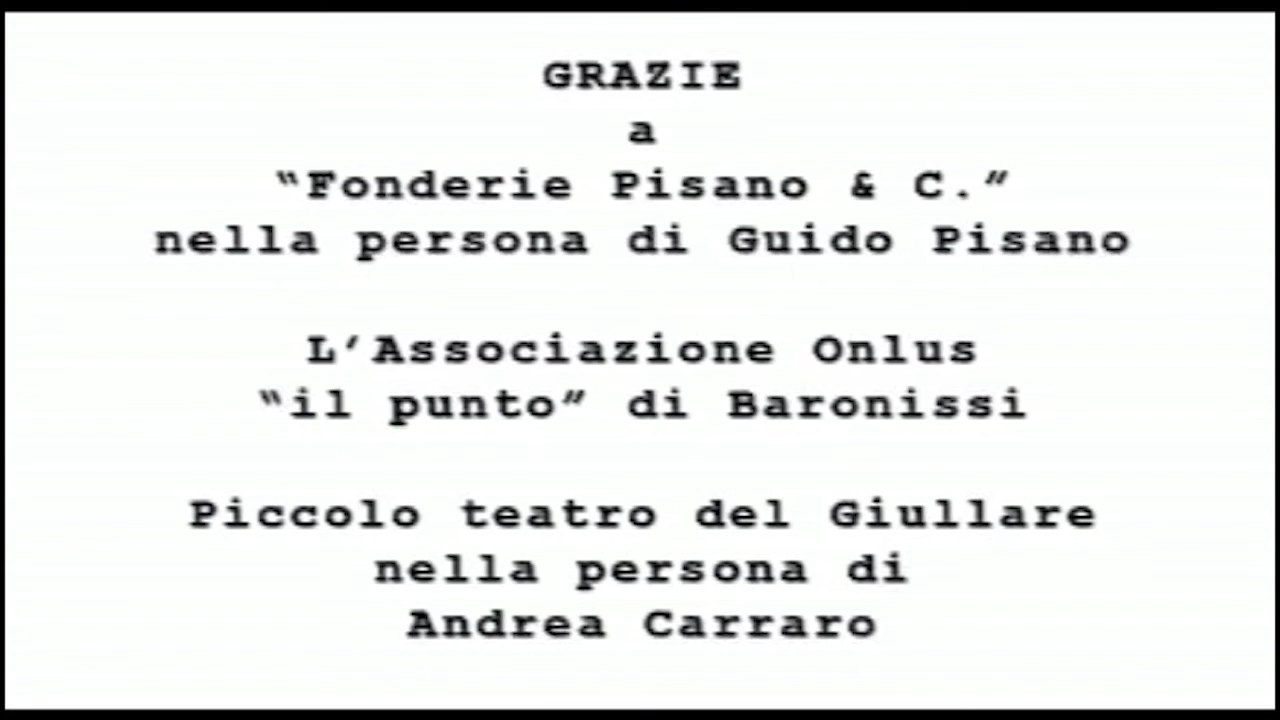 GRAZIE
a
“Fonderie Pisano & C.”
nella persona di Guido Pisano
L’Associazione Onlus
“il punto” di Baronissi
Piccolo teatro del Giullare
nella persona di
Andrea Carraro